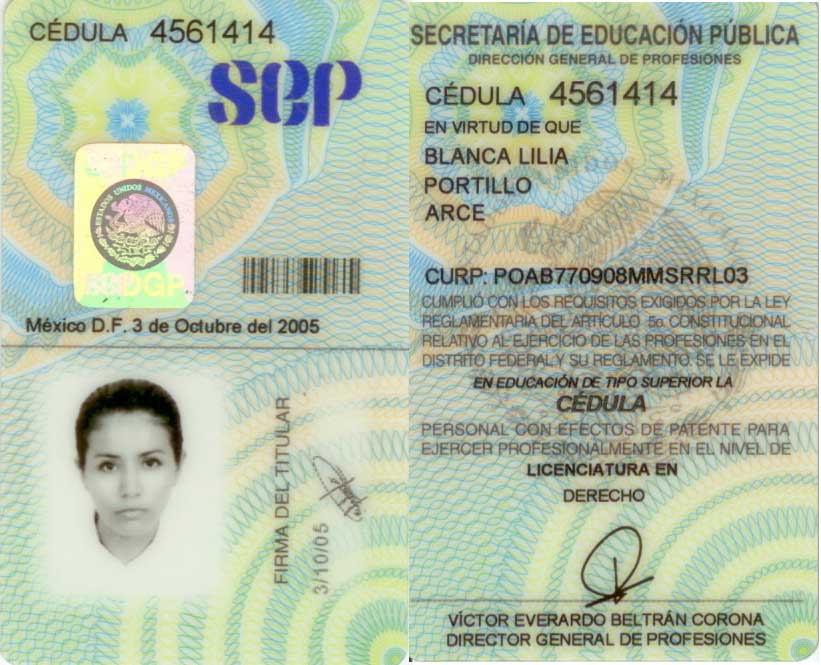 CÉDULA 4561414
sep
ESTADOS UNIDOS MEXICANOS
DGP
México D.F. 3 de Octubre del 2005
FIRMA DEL TITULAR
3/10/05
SECRETARÍA DE EDUCACIÓN PÚBLICA
DIRECCIÓN GENERAL DE PROFESIONES
CÉDULA 4561414
EN VIRTUD DE QUE
BLANCA LILIA
PORTILLO
ARCE
CURP: POAB770908MMSRRL03
CUMPLIÓ CON LOS REQUISITOS EXIGIDOS POR LA LEY
REGLAMENTARIA DEL ARTÍCULO 5o. CONSTITUCIONAL
RELATIVO AL EJERCICIO DE LAS PROFESIONES EN EL
DISTRITO FEDERAL Y SU REGLAMENTO, SE LE EXPIDE
EN EDUCACIÓN DE TIPO SUPERIOR LA
CÉDULA
PERSONAL CON EFECTOS DE PATENTE PARA
EJERCER PROFESIONALMENTE EN EL NIVEL DE
LICENCIATURA EN
DERECHO
VÍCTOR EVERARDO BELTRÁN CORONA
DIRECTOR GENERAL DE PROFESIONES